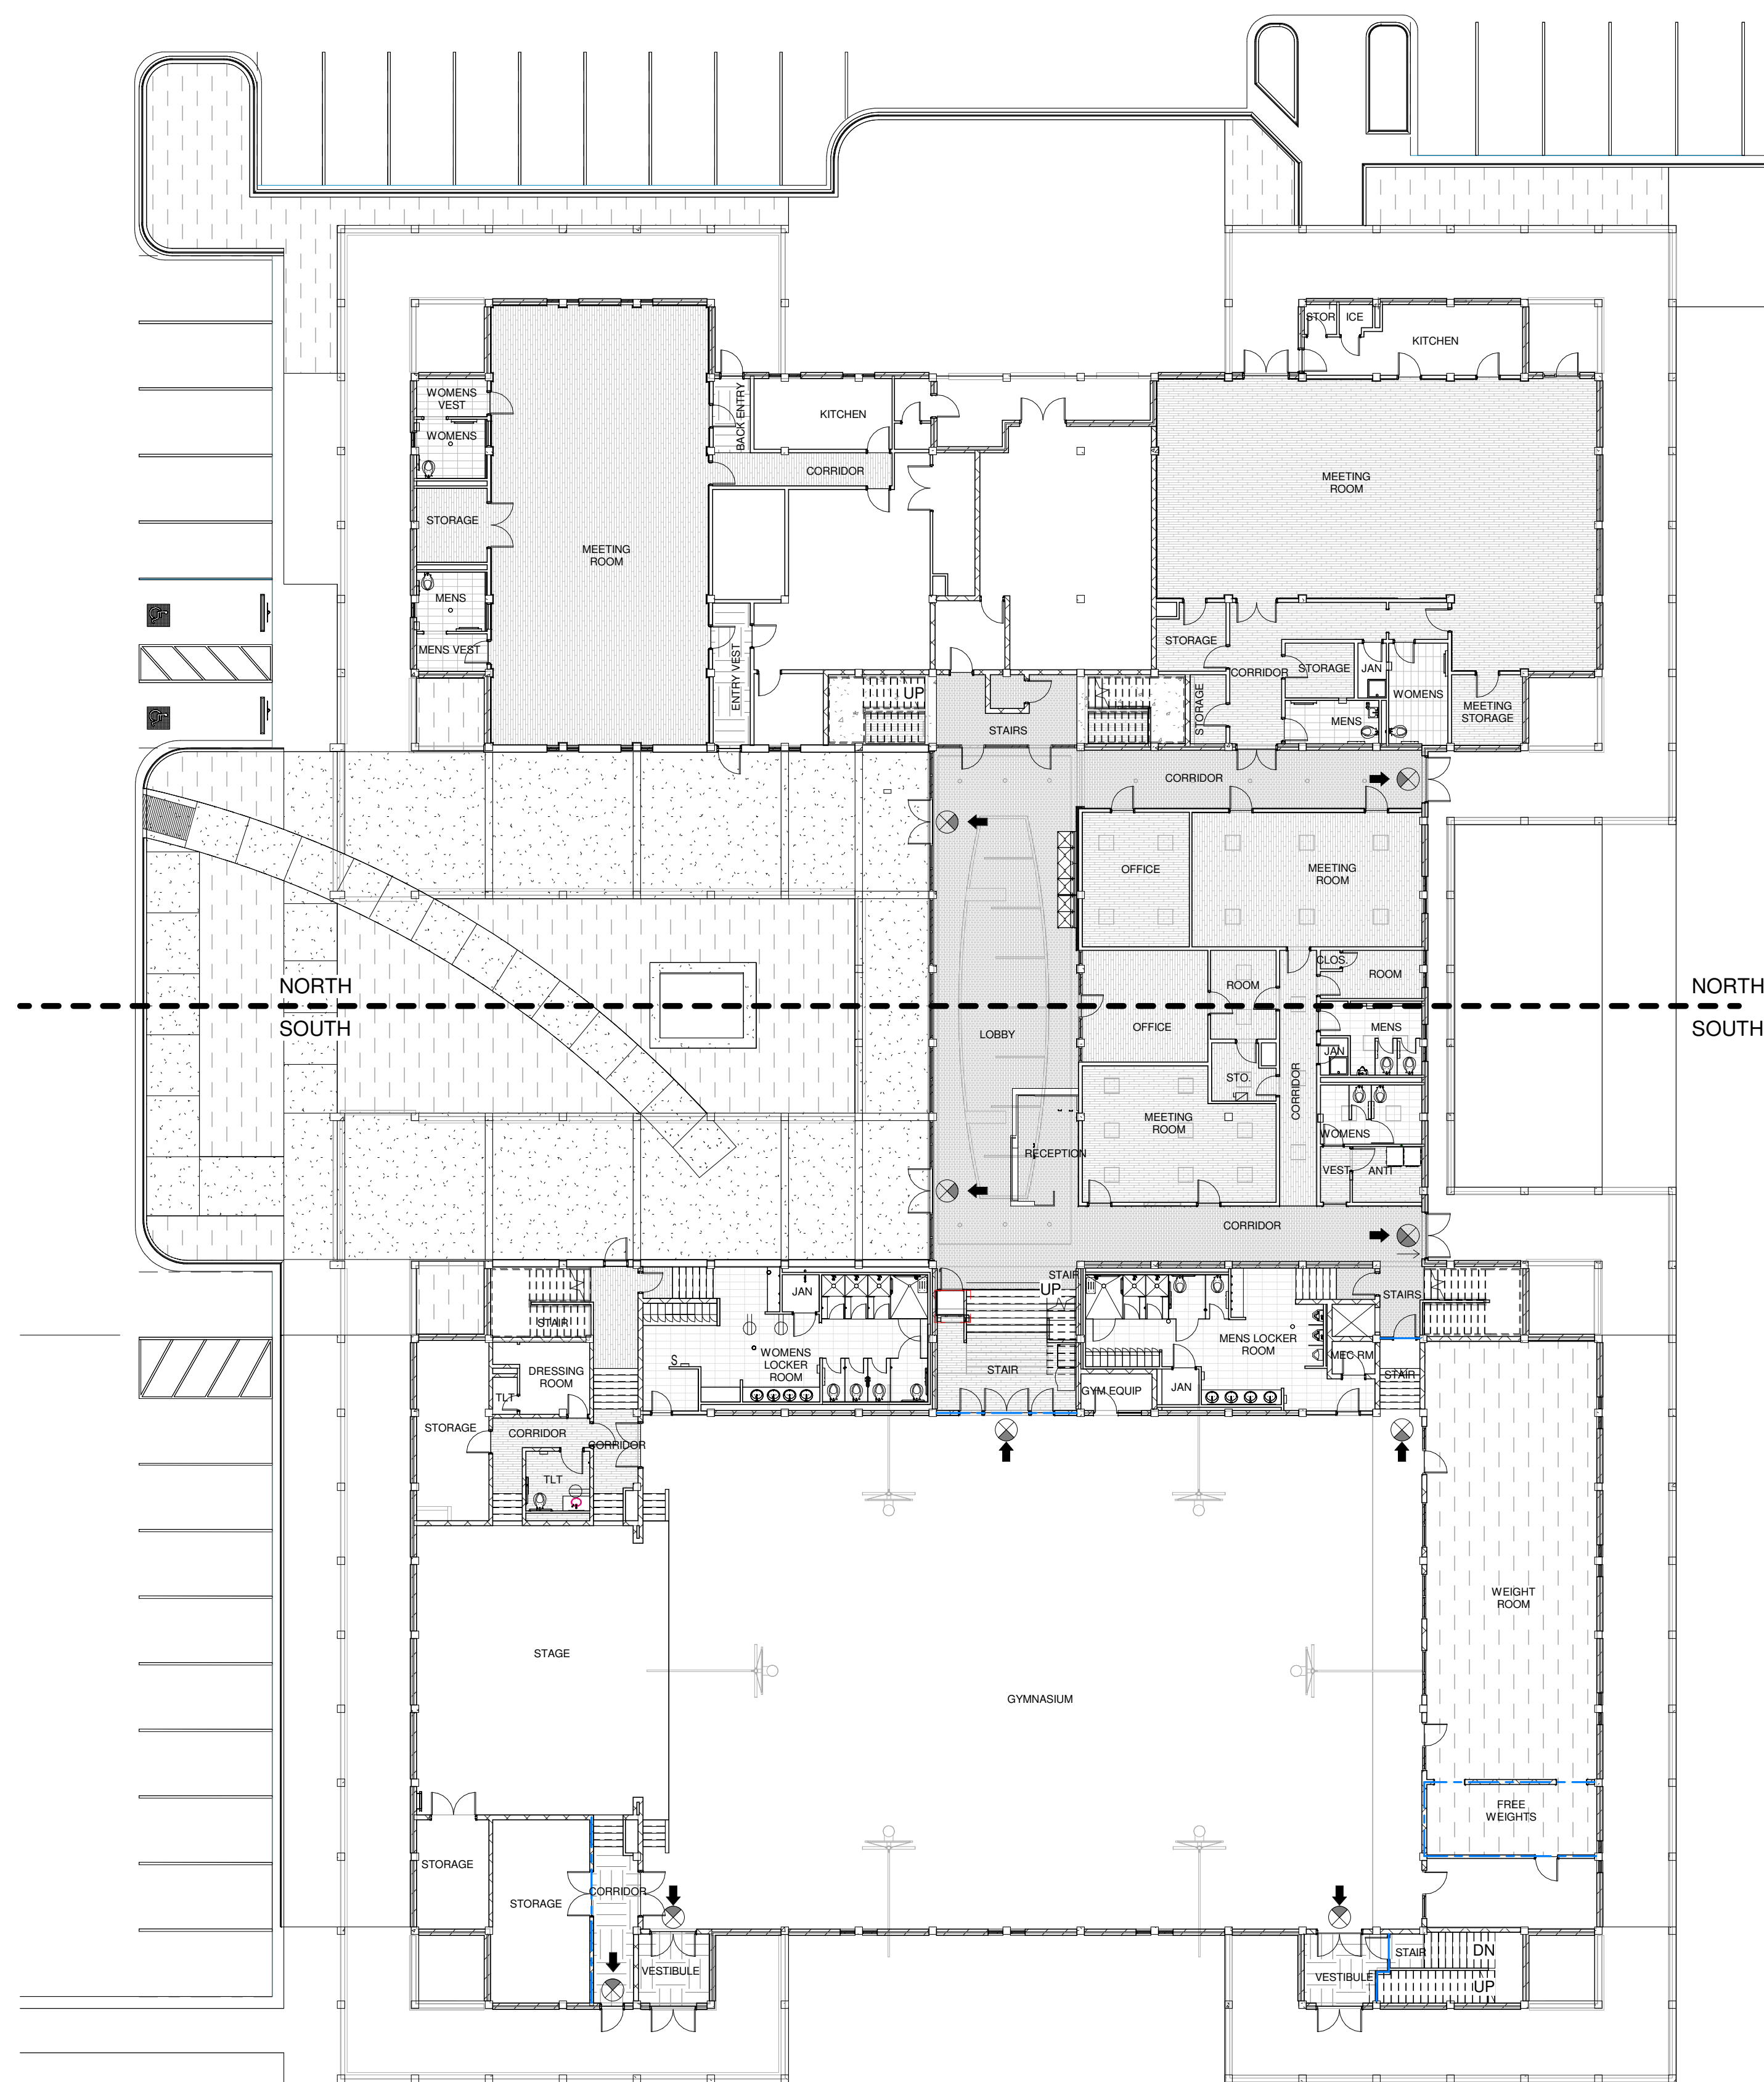 STOR
ICE
KITCHEN
WOMENS
VEST
BACK ENTRY
KITCHEN
WOMENS
CORRIDOR
MEETING
ROOM
STORAGE
MEETING
ROOM
MENS
MENS VEST
ENTRY VEST
STORAGE
CORRIDOR
STORAGE
JAN
WOMENS
UP
STORAGE
MEETING
STORAGE
MENS
STAIRS
CORRIDOR
OFFICE
MEETING
ROOM
CLOS.
ROOM
ROOM
NORTH
NORTH
SOUTH
SOUTH
LOBBY
OFFICE
MENS
JAN
STO.
CORRIDOR
MEETING
ROOM
WOMENS
RECEPTION
VEST
ANTI
CORRIDOR
STAIR
UP
JAN
STAIRS
STAIR
MENS LOCKER
ROOM
WOMENS
LOCKER
ROOM
S
MEC RM
DRESSING
ROOM
STAIR
STAIR
TLT
GYM EQUIP
JAN
STORAGE
CORRIDOR
CORRIDOR
TLT
WEIGHT
ROOM
STAGE
GYMNASIUM
FREE
WEIGHTS
STORAGE
CORRIDOR
STORAGE
STAIR
DN
VESTIBULE
VESTIBULE
UP